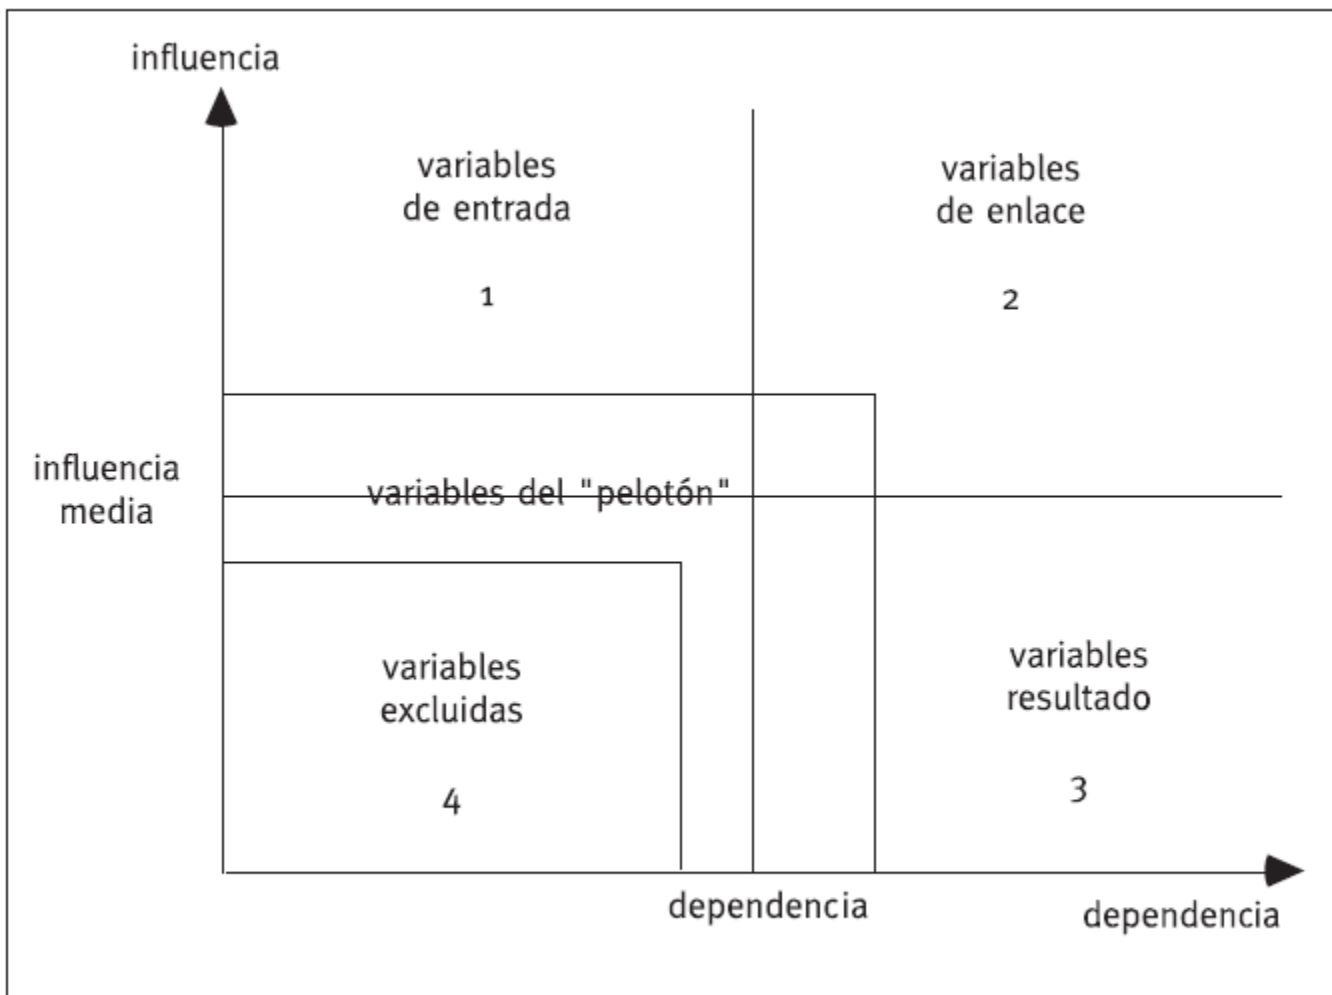 influencia
variables
de entrada
1
variables
de enlace
2
influencia
media
variables del "pelotón"
variables
excluidas
4
variables
resultado
3
dependencia
dependencia